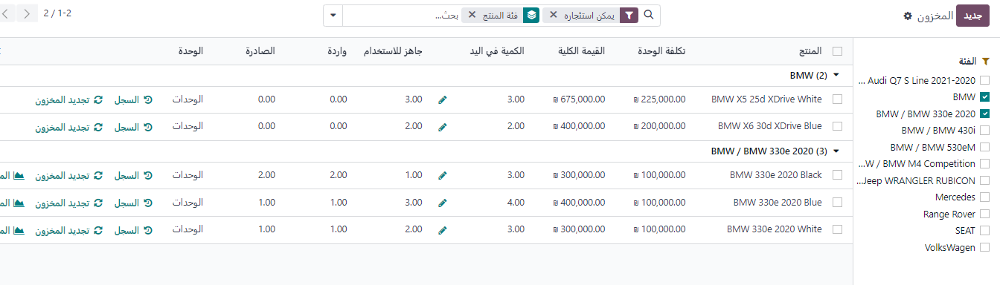 جديد المخزون
يمكن استئجاره فئة المنتج بحث...
2 / 1-2
الفئة
Audi Q7 S Line 2021-2020 ...
BMW
BMW / BMW 330e 2020
BMW / BMW 430i
BMW / BMW 530eM
W / BMW M4 Competition...
Jeep WRANGLER RUBICON...
Mercedes
Range Rover
SEAT
VolksWagen
المنتج تكلفة الوحدة القيمة الكلية الكمية في اليد جاهز للاستخدام واردة الصادرة الوحدة
BMW (2)
BMW X5 25d XDrive White 225,000.00 ₪ 675,000.00 ₪ 3.00 3.00 0.00 0.00 الوحدات السجل تجديد المخزون
BMW X6 30d XDrive Blue 200,000.00 ₪ 400,000.00 ₪ 2.00 2.00 0.00 0.00 الوحدات السجل تجديد المخزون
BMW / BMW 330e 2020 (3)
BMW 330e 2020 Black 100,000.00 ₪ 300,000.00 ₪ 3.00 1.00 2.00 2.00 الوحدات السجل تجديد المخزون
BMW 330e 2020 Blue 100,000.00 ₪ 400,000.00 ₪ 4.00 3.00 1.00 1.00 الوحدات السجل تجديد المخزون
BMW 330e 2020 White 100,000.00 ₪ 300,000.00 ₪ 3.00 2.00 1.00 1.00 الوحدات السجل تجديد المخزون